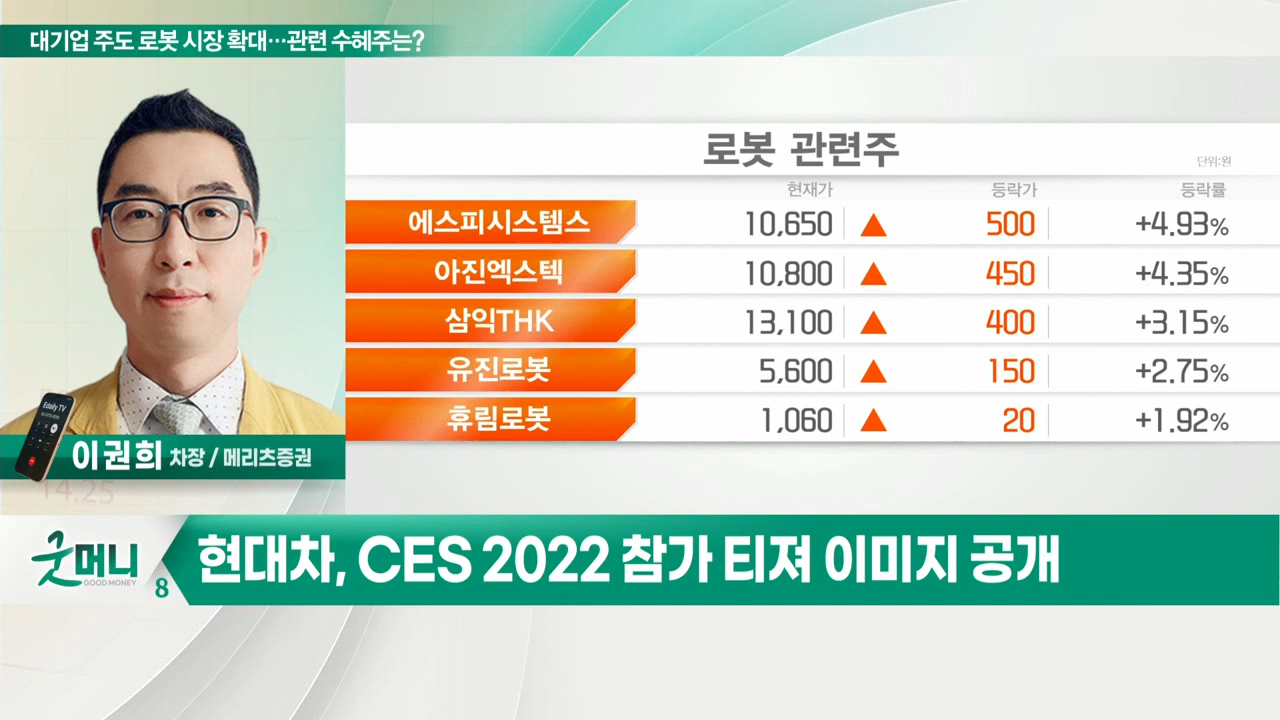 대기업 주도 로봇 시장 확대…관련 수혜주는?
로봇 관련주
단위:원
현재가 등락가 등락률
에스피시스템스 10,650 ▲ 500 +4.93%
아진엑스텍 10,800 ▲ 450 +4.35%
삼익THK 13,100 ▲ 400 +3.15%
유진로봇 5,600 ▲ 150 +2.75%
휴림로봇 1,060 ▲ 20 +1.92%
Edaily TV
이권희 차장 / 메리츠증권
14.25
굿머니
GOOD MONEY
8
현대차, CES 2022 참가 티져 이미지 공개